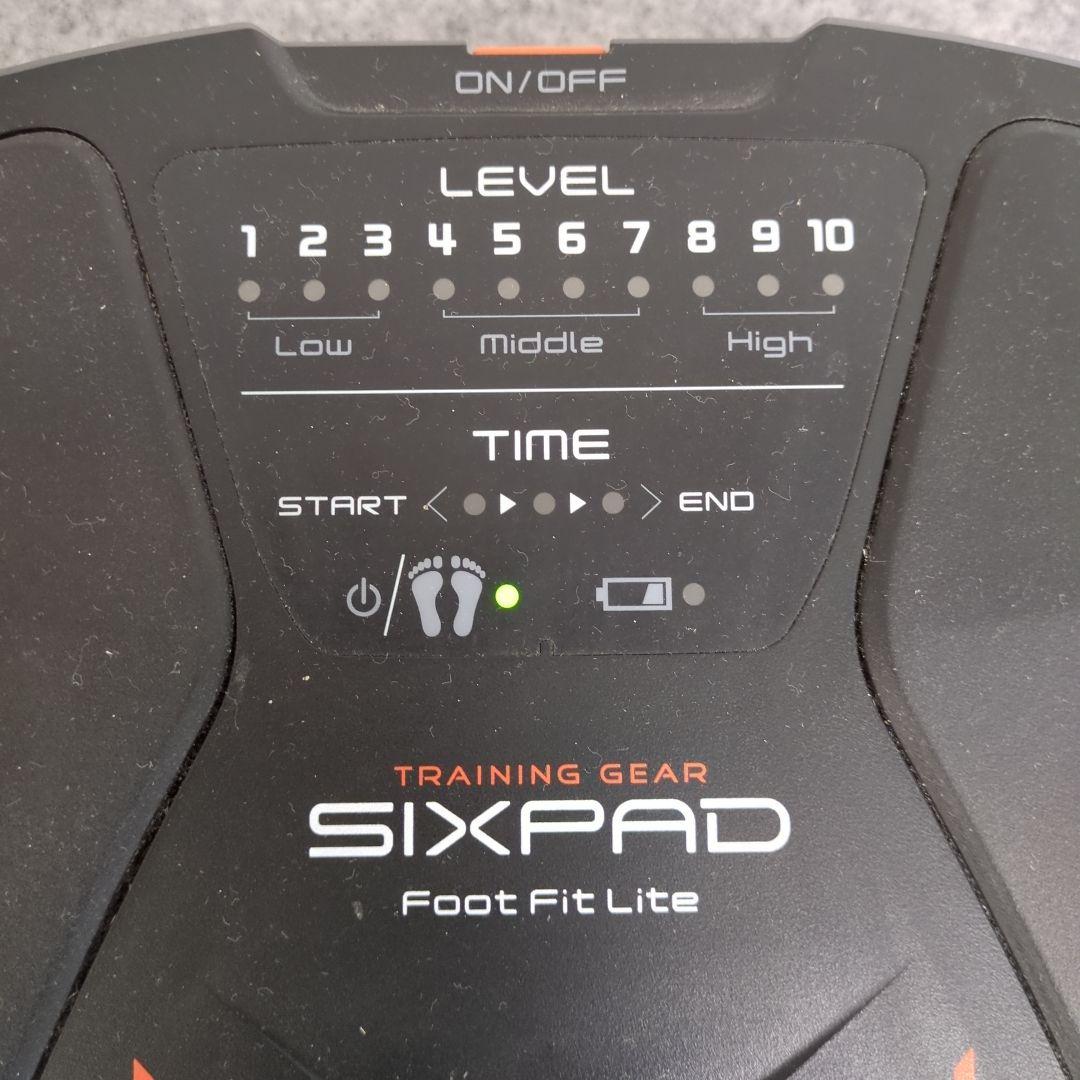 ON/OFF
LEVEL
1 2 3 4 5 6 7 8 9 10
Low Middle High
TIME
START END
TRAINING GEAR
SIXPAD
Foot Fit Lite